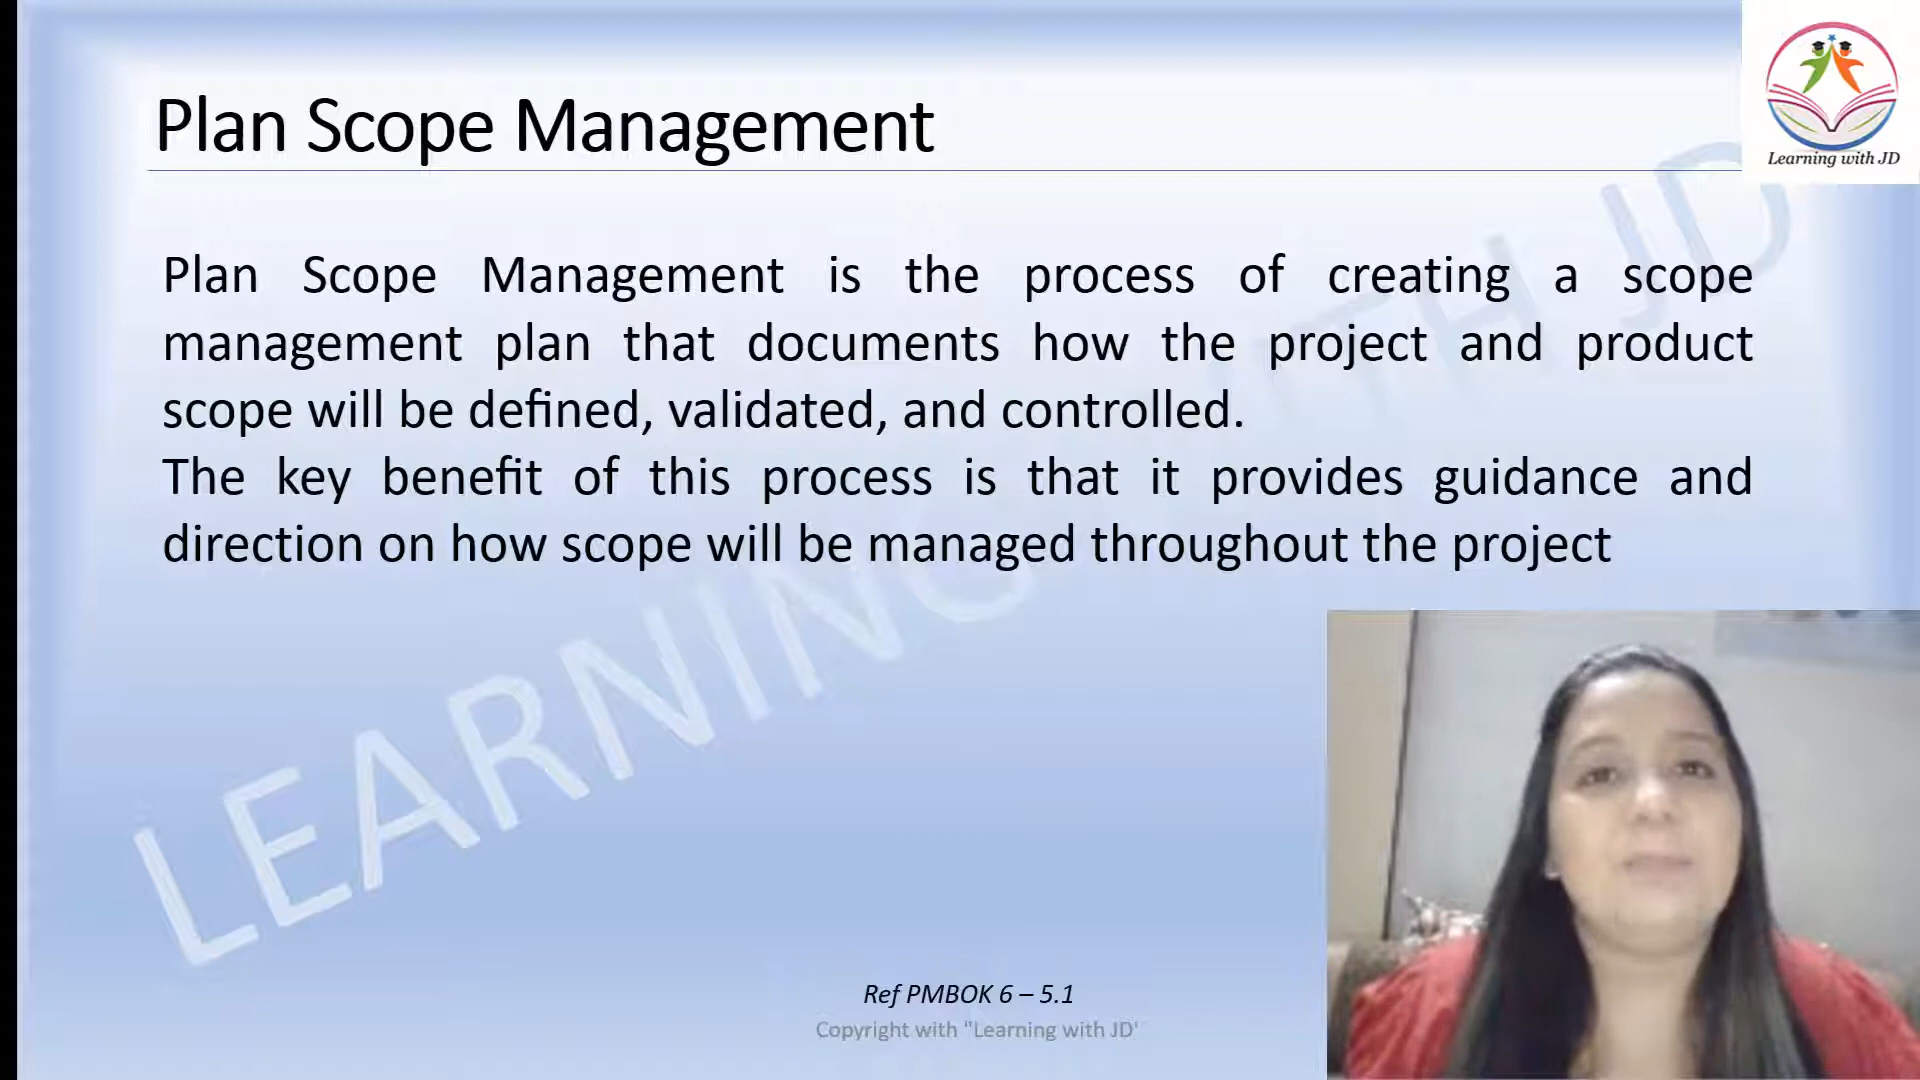 Plan Scope Management
Learning with JD
Plan Scope Management is the process of creating a scope
management plan that documents how the project and product
scope will be defined, validated, and controlled.
The key benefit of this process is that it provides guidance and
direction on how scope will be managed throughout the project
LEARNING WITH JD
Ref PMBOK 6 – 5.1
Copyright with "Learning with JD'